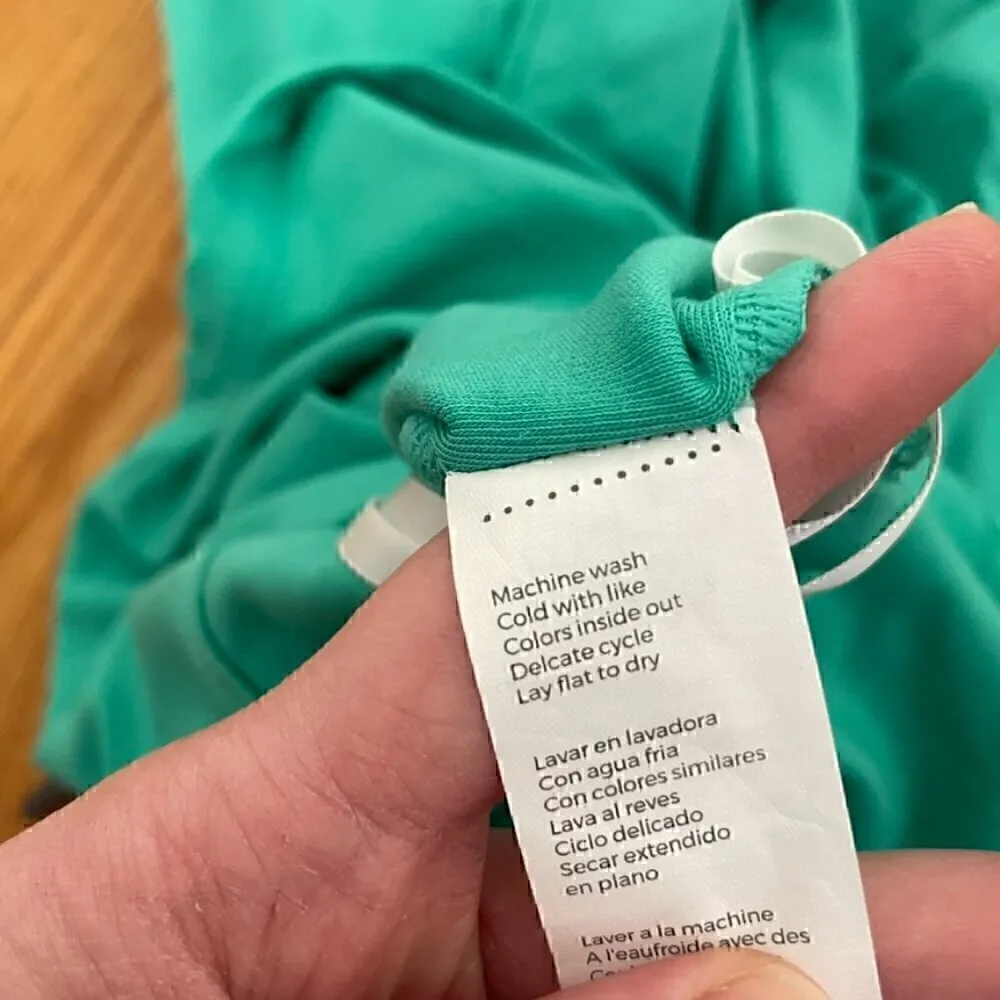 Machine wash
Cold with like
Colors inside out
Delcate cycle
Lay flat to dry
Lavar en lavadora
Con agua fria
Con colores similares
Lava al reves
Ciclo delicado
Secar extendido
en plano
Laver a la machine
A l'eaufroide avec des